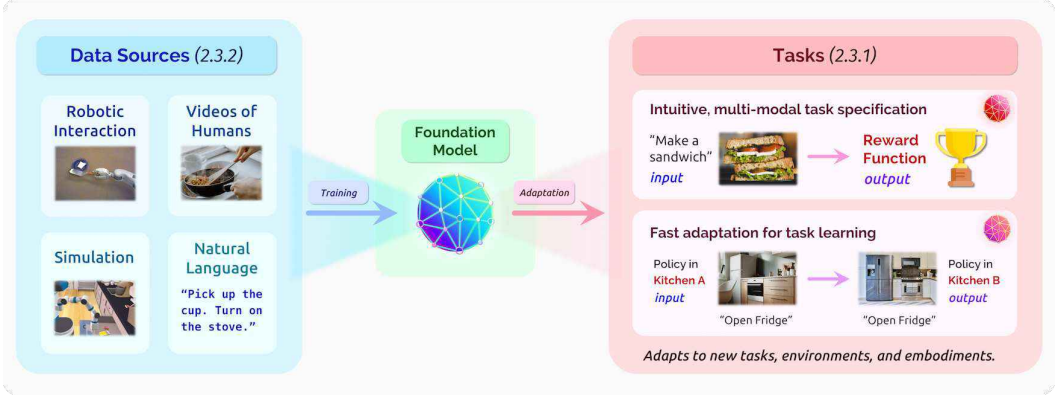 Data Sources (2.3.2)
Robotic
Interaction
Videos of
Humans
Simulation
Natural
Language
“Pick up the
cup. Turn on
the stove.”
Training
Foundation
Model
Adaptation
Tasks (2.3.1)
Intuitive, multi-modal task specification
“Make a
sandwich”
input
Reward
Function
output
Fast adaptation for task learning
Policy in
Kitchen A
input
“Open Fridge”
“Open Fridge”
Policy in
Kitchen B
output
Adapts to new tasks, environments, and embodiments.